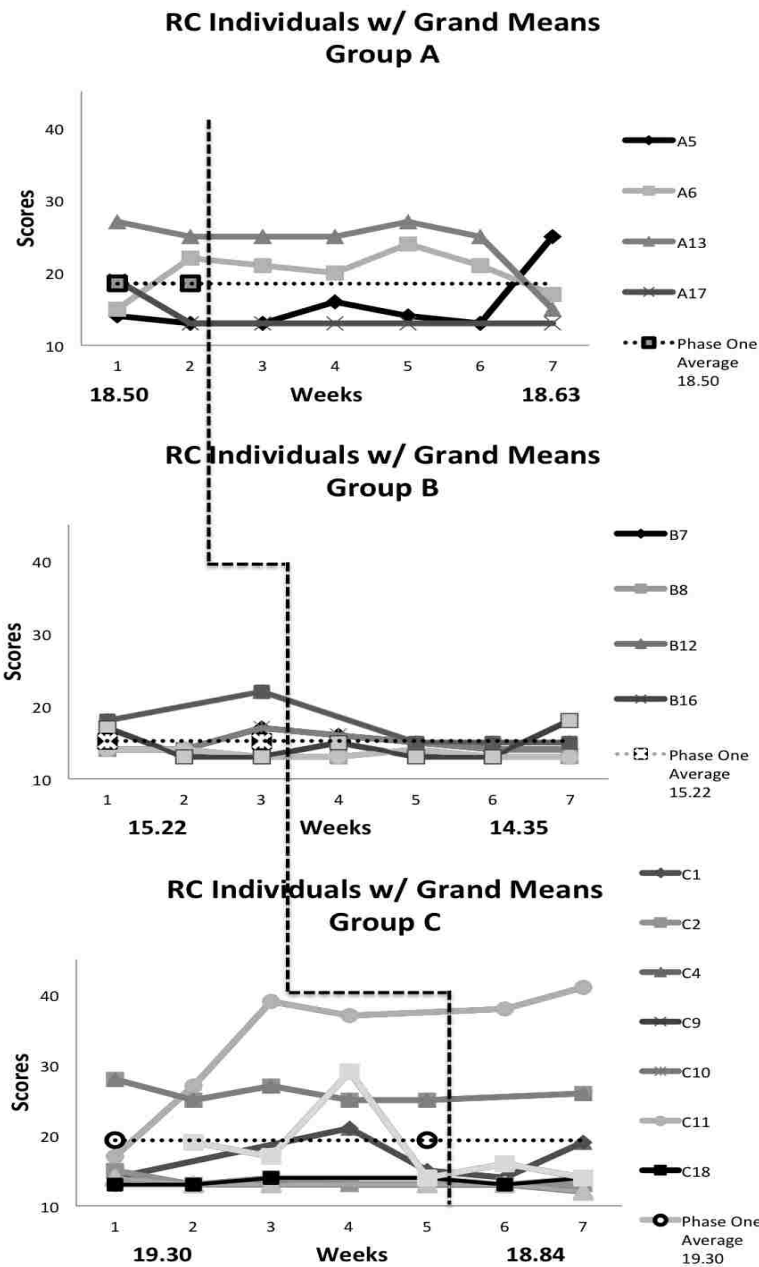 RC Individuals w/ Grand Means
Group A
40
30
20
10
Scores
1 2 3 4 5 6 7
18.50 Weeks 18.63
A5
A6
A13
A17
Phase One
Average
18.50
RC Individuals w/ Grand Means
Group B
40
30
20
10
Scores
1 2 3 4 5 6 7
15.22 Weeks 14.35
B7
B8
B12
B16
Phase One
Average
15.22
RC Individuals w/ Grand Means
Group C
40
30
20
10
Scores
1 2 3 4 5 6 7
19.30 Weeks 18.84
C1
C2
C4
C9
C10
C11
C18
Phase One
Average
19.30